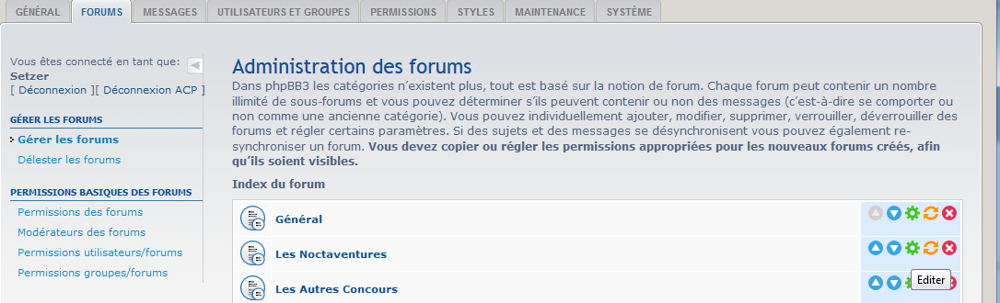 GÉNÉRAL FORUMS MESSAGES UTILISATEURS ET GROUPES PERMISSIONS STYLES MAINTENANCE SYSTÈME
Vous êtes connecté en tant que:
Setzer
[ Déconnexion ][ Déconnexion ACP ]
GÉRER LES FORUMS
Gérer les forums
Délester les forums
PERMISSIONS BASIQUES DES FORUMS
Permissions des forums
Modérateurs des forums
Permissions utilisateurs/forums
Permissions groupes/forums
Administration des forums
Dans phpBB3 les catégories n’existent plus, tout est basé sur la notion de forum. Chaque forum peut contenir un nombre
illimité de sous-forums et vous pouvez déterminer s’ils peuvent contenir ou non des messages (c’est-à-dire se comporter ou
non comme une ancienne catégorie). Vous pouvez individuellement ajouter, modifier, supprimer, verrouiller, déverrouiller des
forums et régler certains paramètres. Si des sujets et des messages se désynchronisent vous pouvez également re-
synchroniser un forum. Vous devez copier ou régler les permissions appropriées pour les nouveaux forums créés, afin
qu’ils soient visibles.
Index du forum
Général
Les Noctaventures
Les Autres Concours
Editer